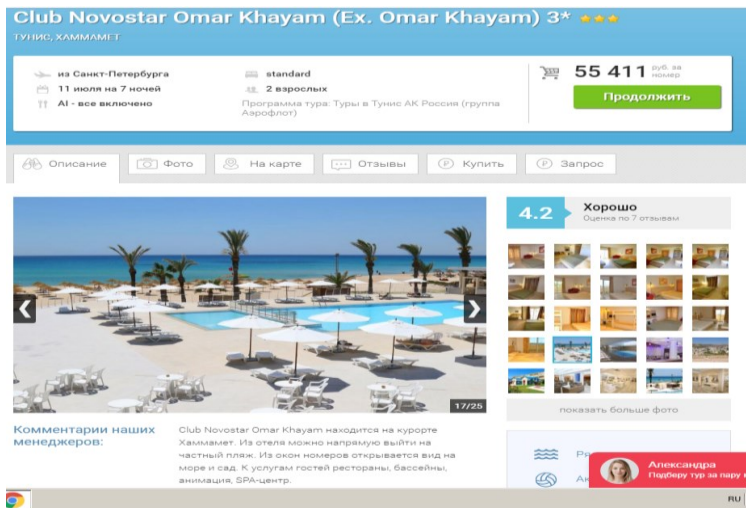 Club Novostar Omar Khayam (Ex. Omar Khayam) 3*
ТУНИС, ХАММАМЕТ
из Санкт-Петербурга
11 июля на 7 ночей
AI - все включено
standard
2 взрослых
Программа тура: Туры в Тунис АК Россия (группа
Аэрофлот)
55 411 руб. за
номер
Продолжить
Описание
Фото
На карте
Отзывы
Купить
Запрос
4.2
Хорошо
Оценка по 7 отзывам
17/25
показать больше фото
Комментарии наших
менеджеров:
Club Novostar Omar Khayam находится на курорте
Хаммамет. Из отеля можно напрямую выйти на
частный пляж. Из окон номеров открывается вид на
море и сад. К услугам гостей рестораны, бассейны,
анимация, SPA-центр.
Александра
Подберу тур за пару
RU